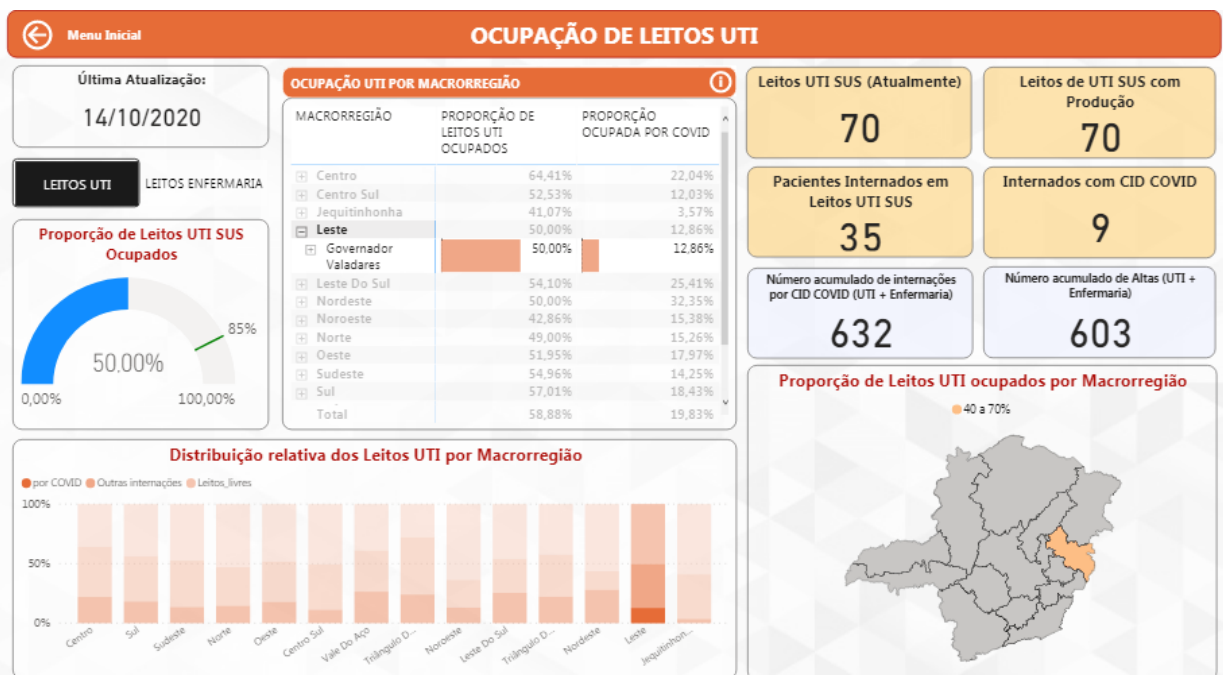 Menu Inicial
OCUPAÇÃO DE LEITOS UTI
Última Atualização:
14/10/2020
LEITOS UTI
LEITOS ENFERMARIA
Proporção de Leitos UTI SUS
Ocupados
85%
50,00%
0,00%
100,00%
OCUPAÇÃO UTI POR MACRORREGIÃO
MACRORREGIÃO
PROPORÇÃO DE
LEITOS UTI
OCUPADOS
PROPORÇÃO
OCUPADA POR COVID
Centro 64,41% 22,04%
Centro Sul 52,53% 12,03%
Jequitinhonha 41,07% 3,57%
Leste 50,00% 12,86%
Governador 50,00% 12,86%
Valadares
Leste Do Sul 54,10% 25,41%
Nordeste 50,00% 32,35%
Noroeste 42,86% 15,38%
Norte 49,00% 15,26%
Oeste 51,95% 17,97%
Sudeste 54,96% 14,25%
Sul 57,01% 18,43%
Total 58,88% 19,83%
Leitos UTI SUS (Atualmente)
70
Leitos de UTI SUS com
Produção
70
Pacientes Internados em
Leitos UTI SUS
35
Internados com CID COVID
9
Número acumulado de internações
por CID COVID (UTI + Enfermaria)
632
Número acumulado de Altas (UTI +
Enfermaria)
603
Distribuição relativa dos Leitos UTI por Macrorregião
por COVID Outras internações Leitos_livres
100%
50%
0%
Centro
Sul
Sudeste
Norte
Oeste
Centro Sul
Vale Do Aço
Triângulo D...
Noroeste
Leste Do Sul
Triângulo D...
Nordeste
Leste
Jequitinhon...
Proporção de Leitos UTI ocupados por Macrorregião
40 a 70%